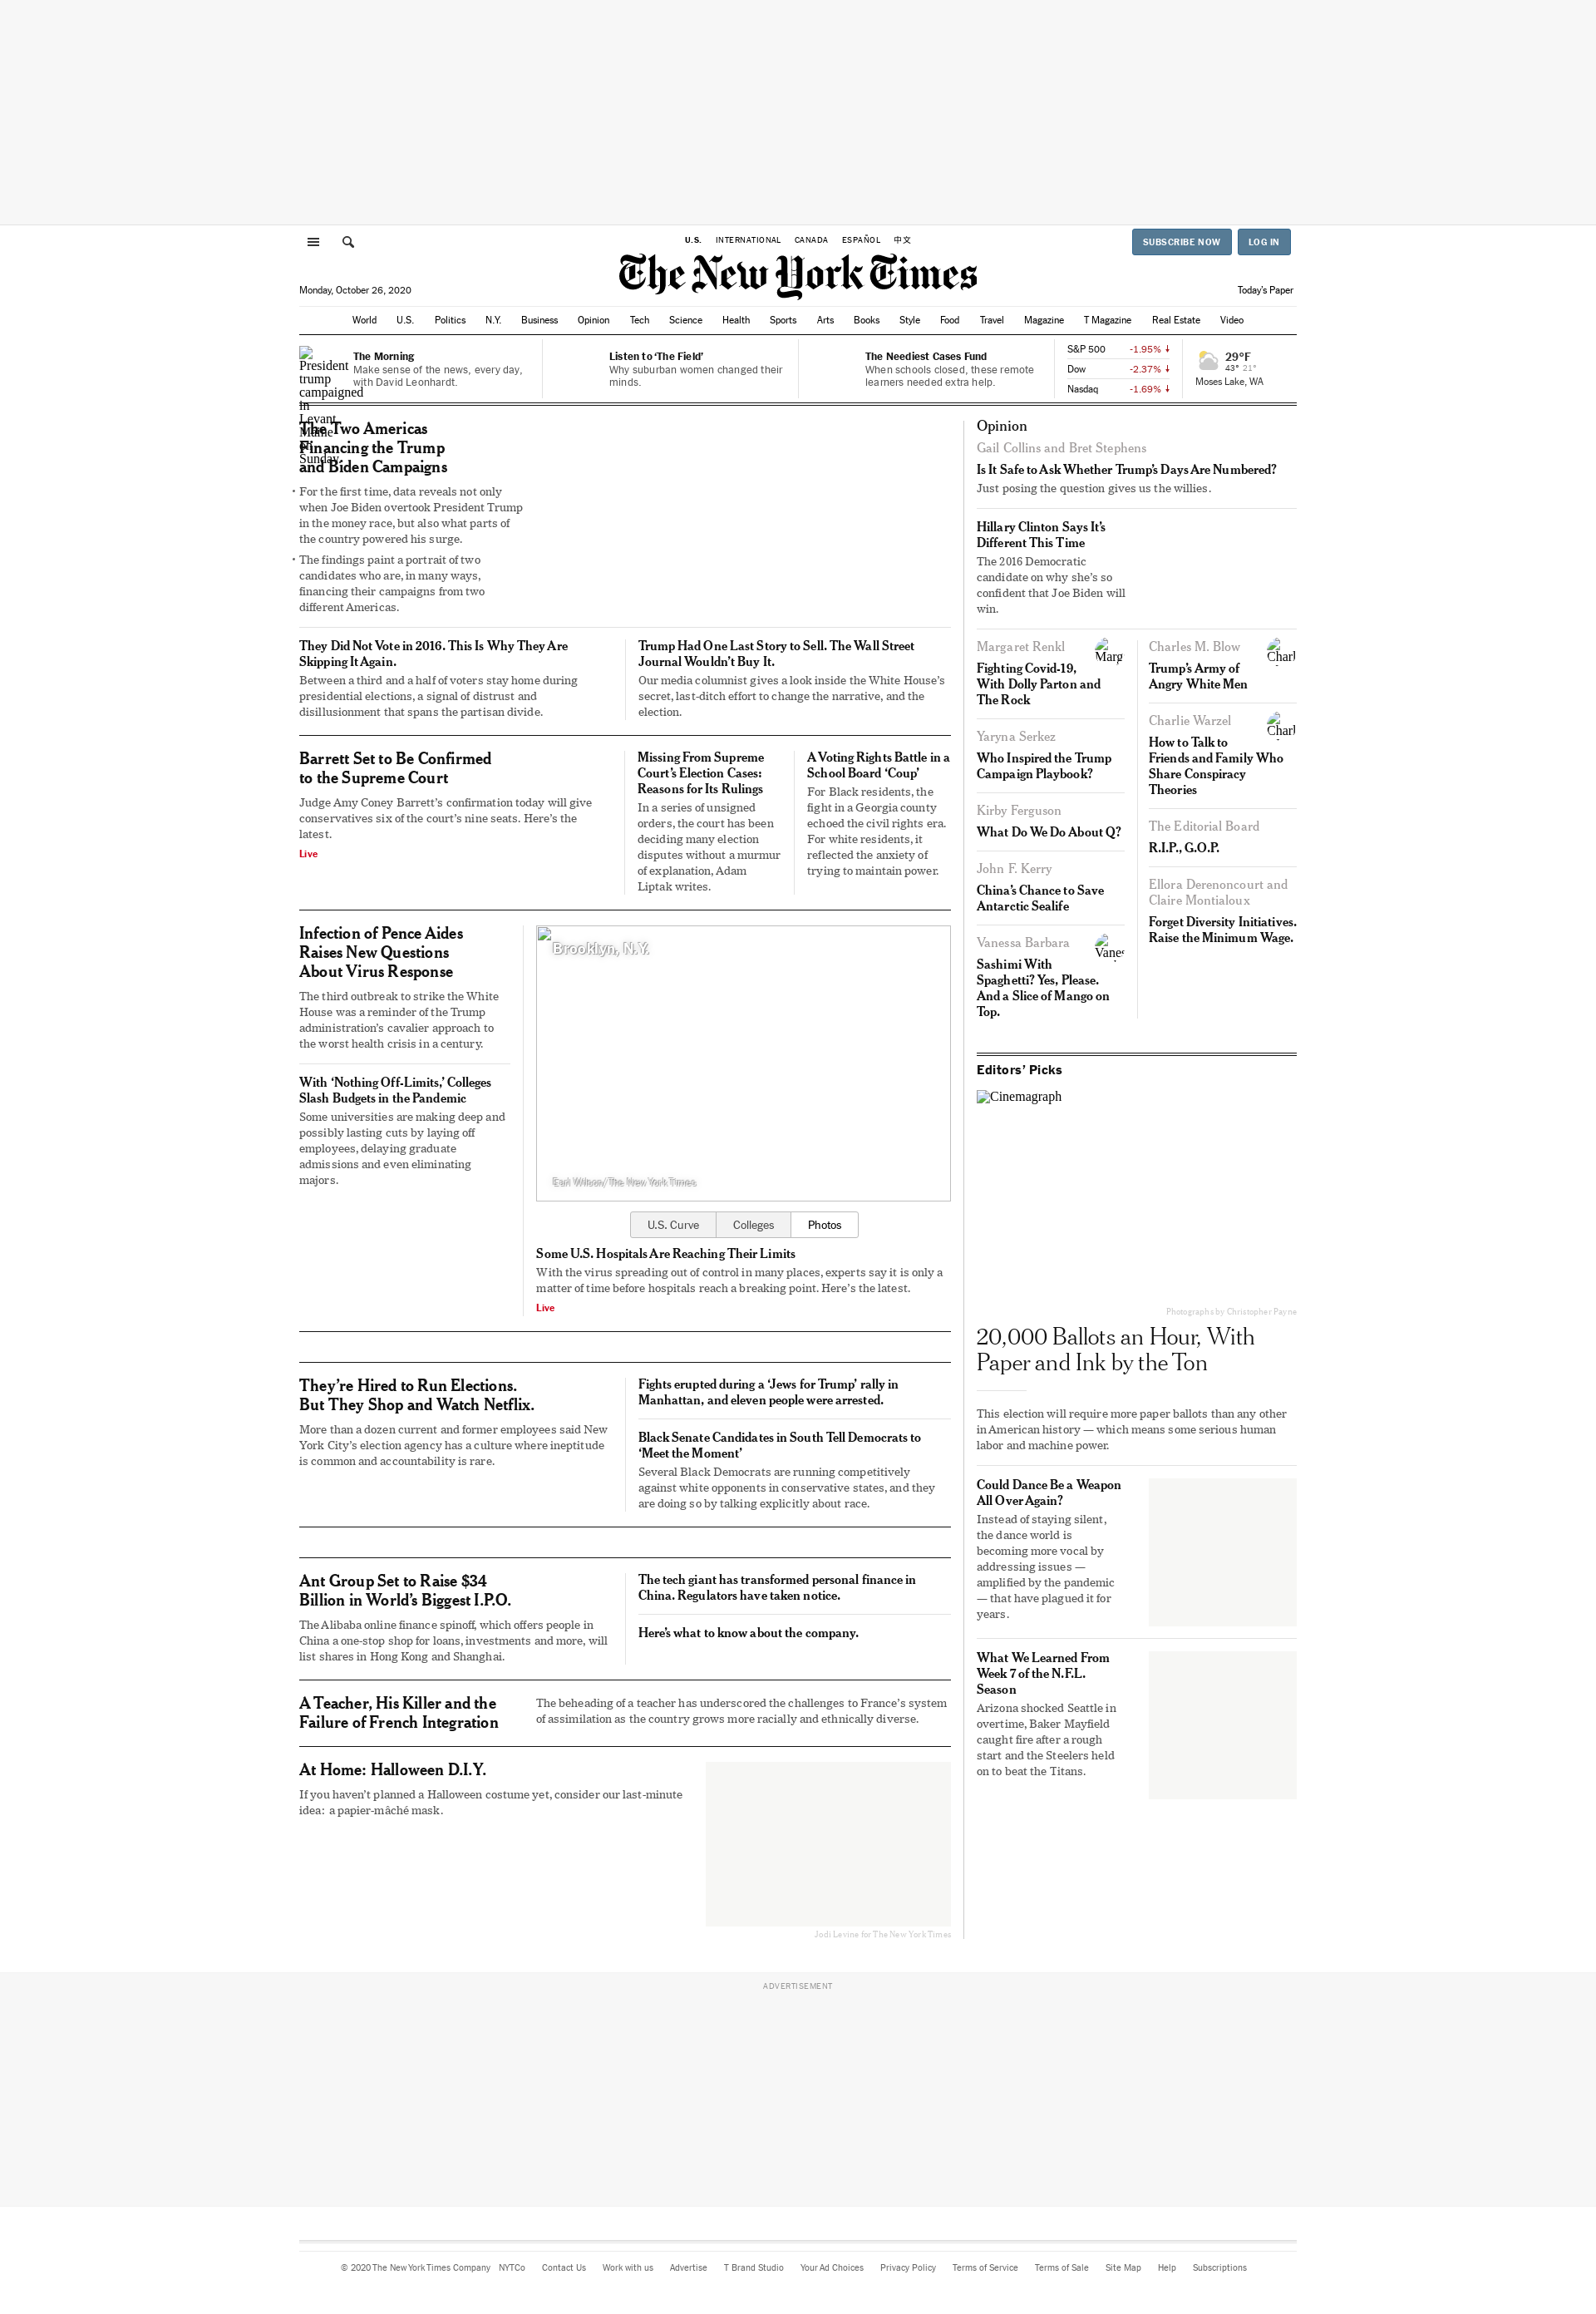 U.S. INTERNATIONAL CANADA ESPAÑOL 中文
SUBSCRIBE NOW LOG IN
The New York Times
Monday, October 26, 2020
Today's Paper
World U.S. Politics N.Y. Business Opinion Tech Science Health Sports Arts Books Style Food Travel Magazine T Magazine Real Estate Video
President
trump
campaigned
in
Levant,
Maine
on
Sunday.
The Morning
Make sense of the news, every day,
with David Leonhardt.
Listen to ‘The Field’
Why suburban women changed their
minds.
The Neediest Cases Fund
When schools closed, these remote
learners needed extra help.
S&P 500 -1.95%
Dow -2.37%
Nasdaq -1.69%
29°F
43° 21°
Moses Lake, WA
The Two Americas
Financing the Trump
and Biden Campaigns
• For the first time, data reveals not only
when Joe Biden overtook President Trump
in the money race, but also what parts of
the country powered his surge.
• The findings paint a portrait of two
candidates who are, in many ways,
financing their campaigns from two
different Americas.
They Did Not Vote in 2016. This Is Why They Are
Skipping It Again.
Between a third and a half of voters stay home during
presidential elections, a signal of distrust and
disillusionment that spans the partisan divide.
Trump Had One Last Story to Sell. The Wall Street
Journal Wouldn’t Buy It.
Our media columnist gives a look inside the White House’s
secret, last-ditch effort to change the narrative, and the
election.
Barrett Set to Be Confirmed
to the Supreme Court
Judge Amy Coney Barrett’s confirmation today will give
conservatives six of the court’s nine seats. Here’s the
latest.
Live
Missing From Supreme
Court’s Election Cases:
Reasons for Its Rulings
In a series of unsigned
orders, the court has been
deciding many election
disputes without a murmur
of explanation, Adam
Liptak writes.
A Voting Rights Battle in a
School Board ‘Coup’
For Black residents, the
fight in a Georgia county
echoed the civil rights era.
For white residents, it
reflected the anxiety of
trying to maintain power.
Infection of Pence Aides
Raises New Questions
About Virus Response
The third outbreak to strike the White
House was a reminder of the Trump
administration’s cavalier approach to
the worst health crisis in a century.
With ‘Nothing Off-Limits,’ Colleges
Slash Budgets in the Pandemic
Some universities are making deep and
possibly lasting cuts by laying off
employees, delaying graduate
admissions and even eliminating
majors.
Brooklyn, N.Y.
Earl Wilson/The New York Times
U.S. Curve Colleges Photos
Some U.S. Hospitals Are Reaching Their Limits
With the virus spreading out of control in many places, experts say it is only a
matter of time before hospitals reach a breaking point. Here’s the latest.
Live
They’re Hired to Run Elections.
But They Shop and Watch Netflix.
More than a dozen current and former employees said New
York City’s election agency has a culture where ineptitude
is common and accountability is rare.
Fights erupted during a ‘Jews for Trump’ rally in
Manhattan, and eleven people were arrested.
Black Senate Candidates in South Tell Democrats to
‘Meet the Moment’
Several Black Democrats are running competitively
against white opponents in conservative states, and they
are doing so by talking explicitly about race.
Ant Group Set to Raise $34
Billion in World’s Biggest I.P.O.
The Alibaba online finance spinoff, which offers people in
China a one-stop shop for loans, investments and more, will
list shares in Hong Kong and Shanghai.
The tech giant has transformed personal finance in
China. Regulators have taken notice.
Here’s what to know about the company.
A Teacher, His Killer and the
Failure of French Integration
The beheading of a teacher has underscored the challenges to France’s system
of assimilation as the country grows more racially and ethnically diverse.
At Home: Halloween D.I.Y.
If you haven’t planned a Halloween costume yet, consider our last-minute
idea: a papier-mâché mask.
Jodi Levine for The New York Times
Opinion
Gail Collins and Bret Stephens
Is It Safe to Ask Whether Trump’s Days Are Numbered?
Just posing the question gives us the willies.
Hillary Clinton Says It’s
Different This Time
The 2016 Democratic
candidate on why she’s so
confident that Joe Biden will
win.
Margaret Renkl
Marg
Fighting Covid-19,
With Dolly Parton and
The Rock
Yaryna Serkez
Who Inspired the Trump
Campaign Playbook?
Kirby Ferguson
What Do We Do About Q?
John F. Kerry
China’s Chance to Save
Antarctic Sealife
Vanessa Barbara
Vanes
Sashimi With
Spaghetti? Yes, Please.
And a Slice of Mango on
Top.
Charles M. Blow
Charl
Trump’s Army of
Angry White Men
Charlie Warzel
Charl
How to Talk to
Friends and Family Who
Share Conspiracy
Theories
The Editorial Board
R.I.P., G.O.P.
Ellora Derenoncourt and
Claire Montialoux
Forget Diversity Initiatives.
Raise the Minimum Wage.
Editors’ Picks
Cinemagraph
Photographs by Christopher Payne
20,000 Ballots an Hour, With
Paper and Ink by the Ton
This election will require more paper ballots than any other
in American history — which means some serious human
labor and machine power.
Could Dance Be a Weapon
All Over Again?
Instead of staying silent,
the dance world is
becoming more vocal by
addressing issues —
amplified by the pandemic
— that have plagued it for
years.
What We Learned From
Week 7 of the N.F.L.
Season
Arizona shocked Seattle in
overtime, Baker Mayfield
caught fire after a rough
start and the Steelers held
on to beat the Titans.
ADVERTISEMENT
© 2020 The New York Times Company NYTCo Contact Us Work with us Advertise T Brand Studio Your Ad Choices Privacy Policy Terms of Service Terms of Sale Site Map Help Subscriptions